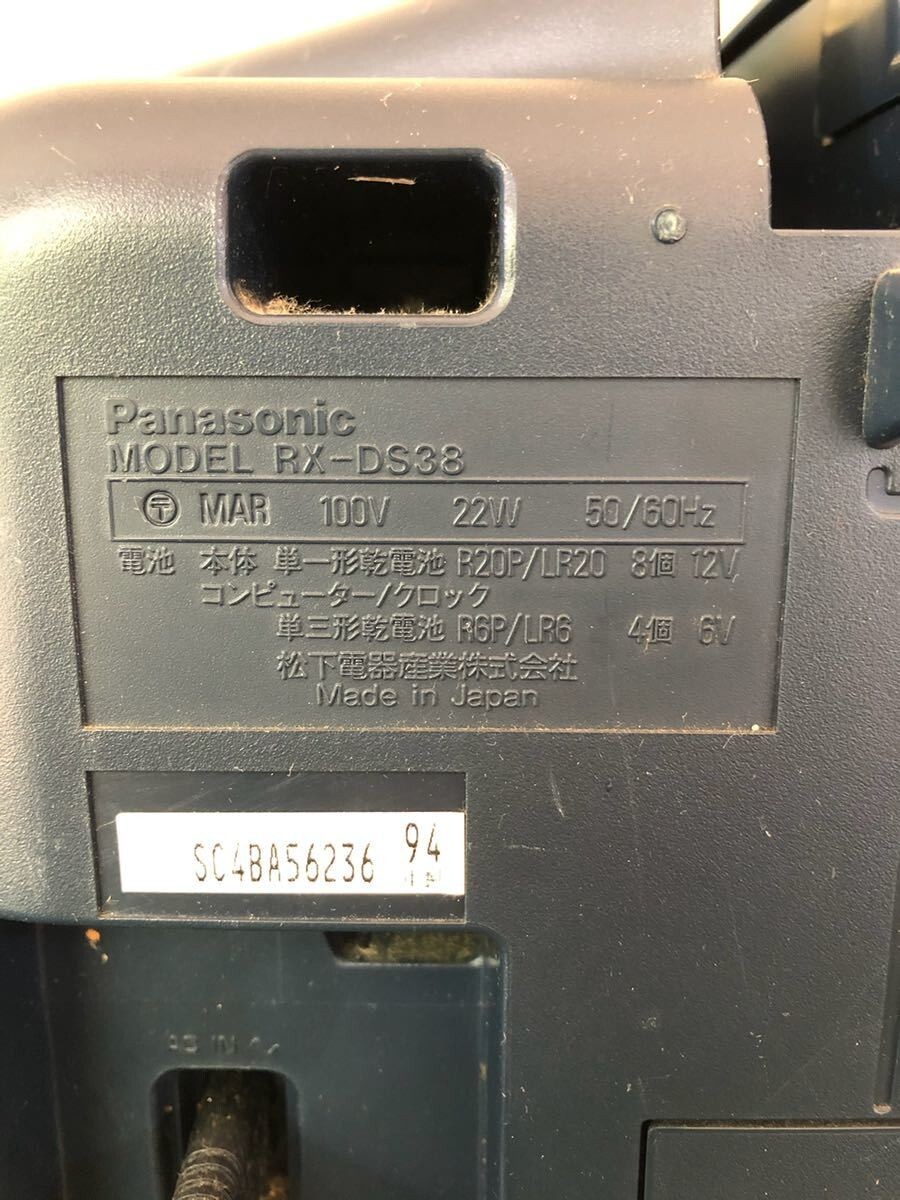 Panasonic
MODEL RX-DS38
〒 MAR 100V 22W 50/60Hz
電池 本体 単一形乾電池 R20P/LR20 8個 12V
コンピューター/クロック
単三形乾電池 R6P/LR6 4個 6V
松下電器産業株式会社
Made in Japan
SC4BA56236 94
AC IN